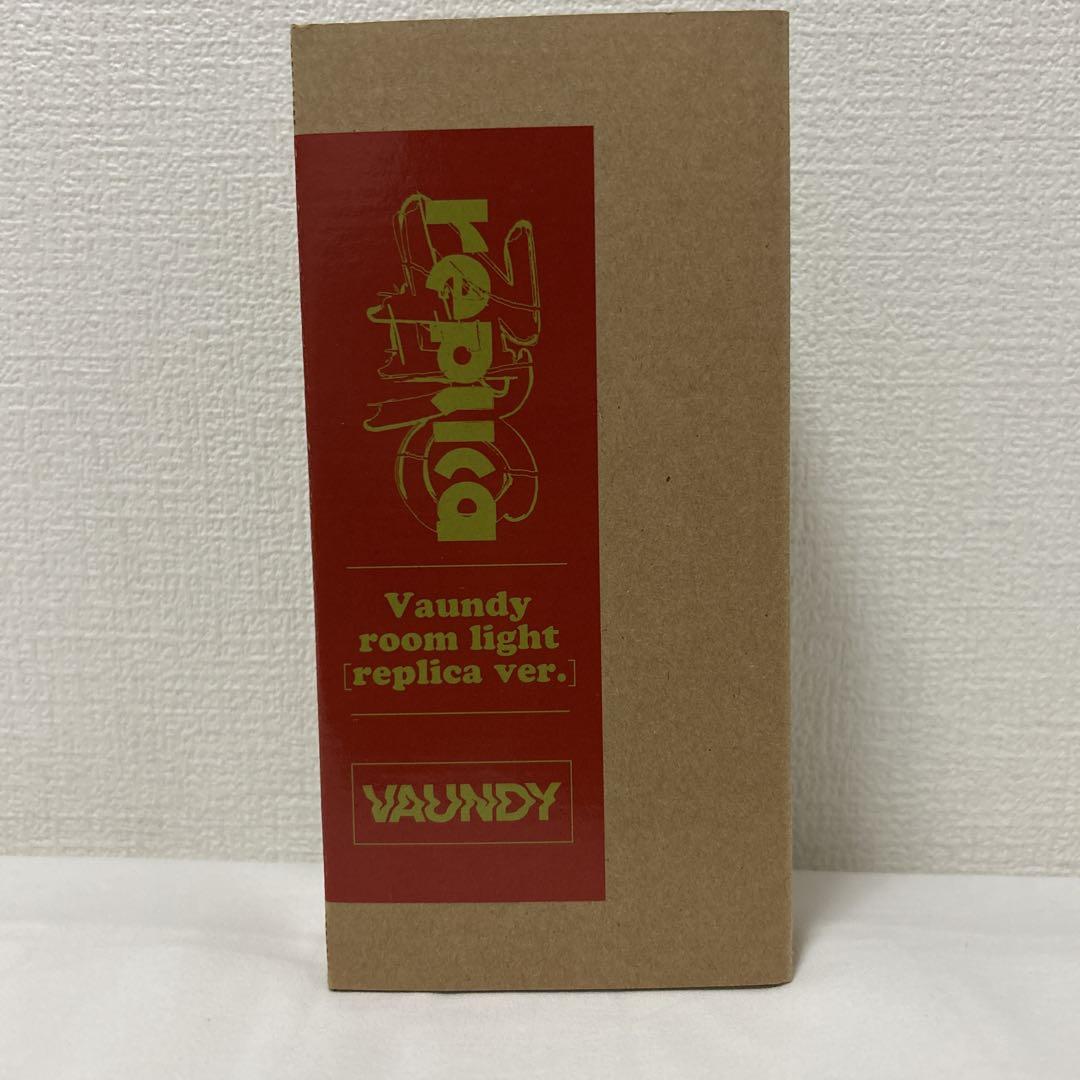 replica
Vaundy
room light
[replica ver.]
VAUNDY